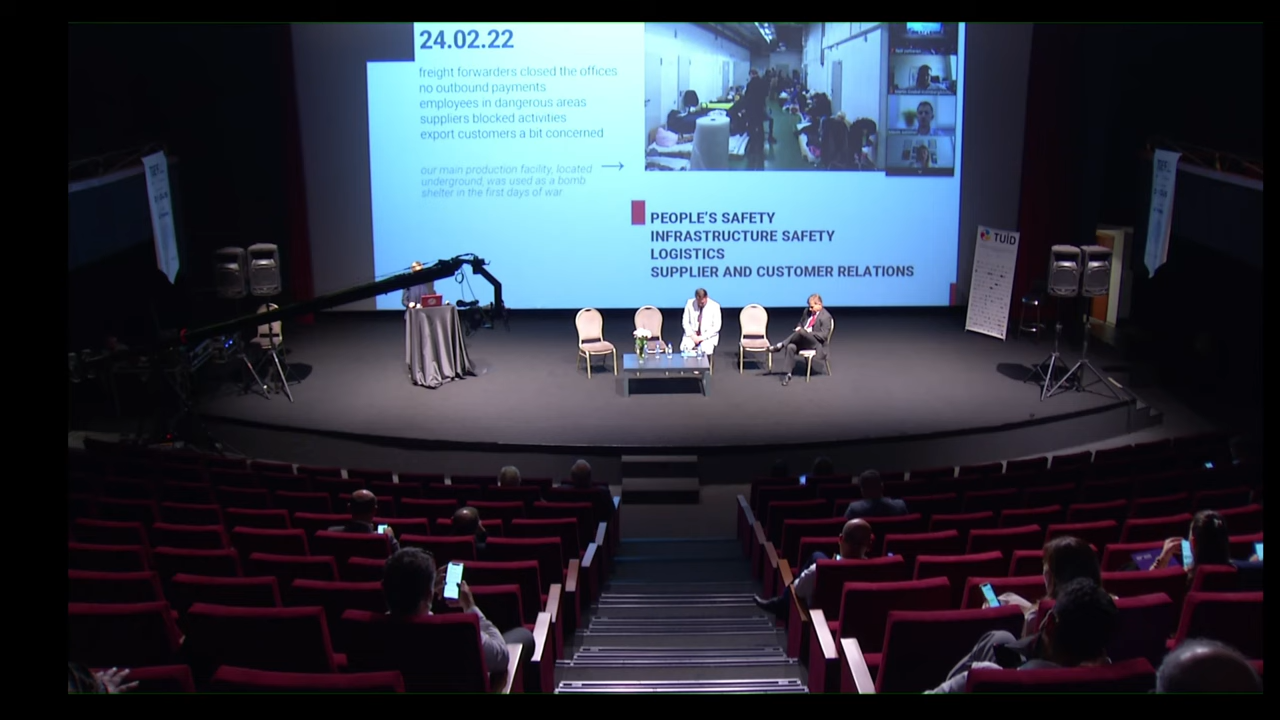 24.02.22
freight forwarders closed the offices
no outbound payments
employees in dangerous areas
suppliers blocked activities
export customers a bit concerned
our main production facility, located
underground, was used as a bomb
shelter in the first days of war.
PEOPLE'S SAFETY
INFRASTRUCTURE SAFETY
LOGISTICS
SUPPLIER AND CUSTOMER RELATIONS
TUİD